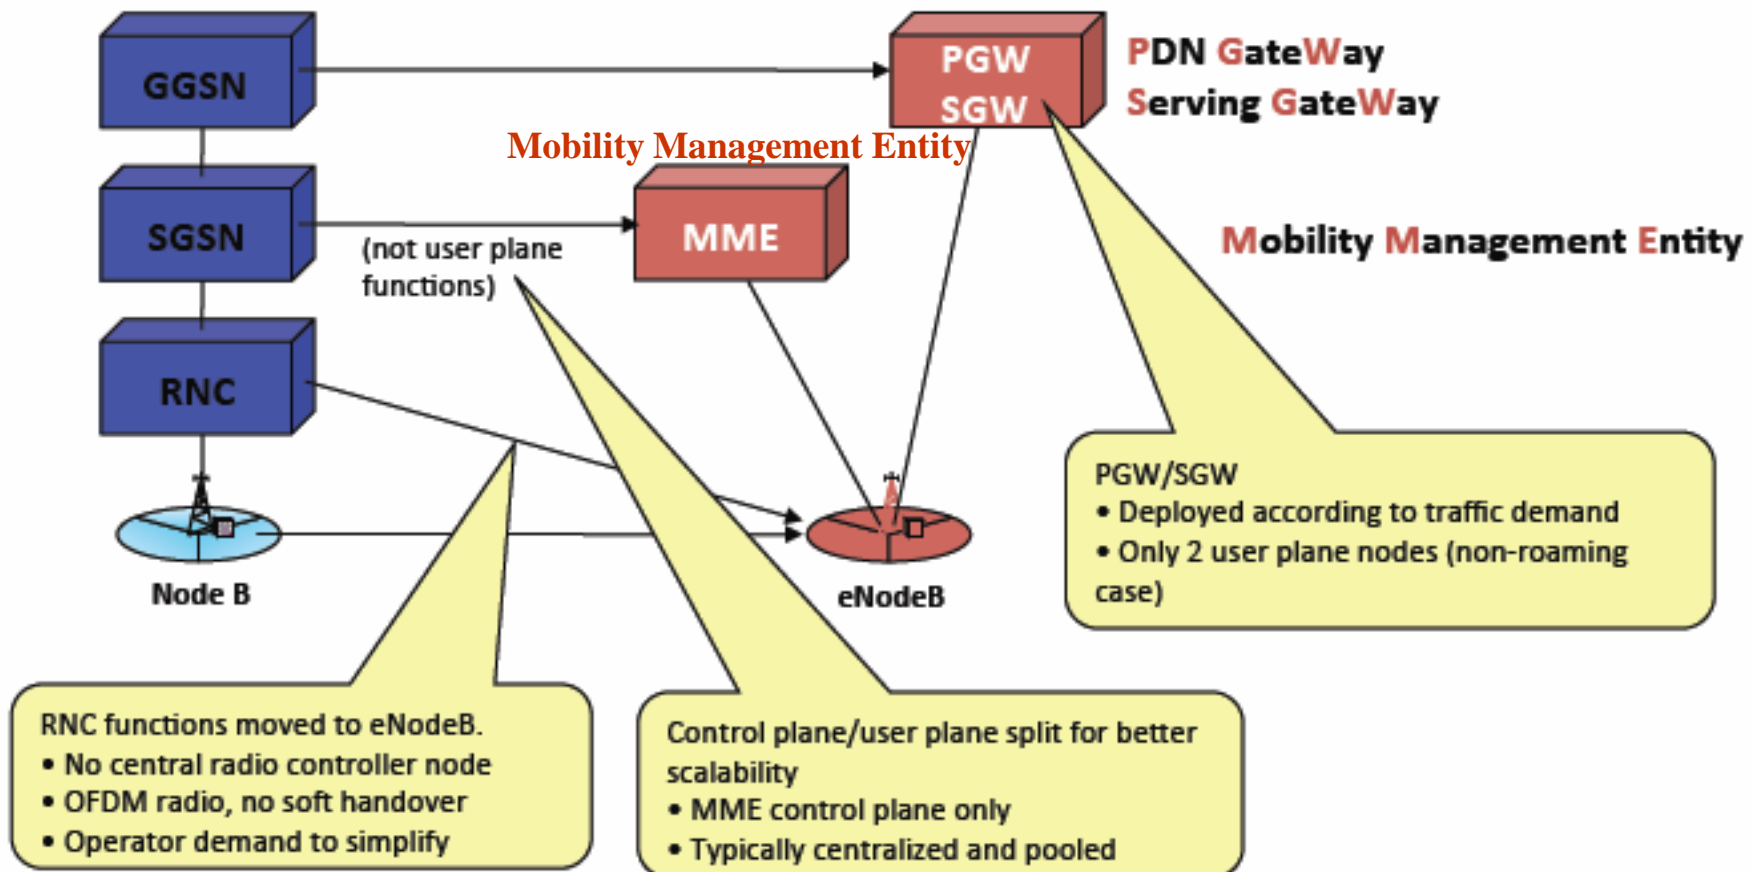 GGSN
PGW
SGW
PDN GateWay
Serving GateWay
Mobility Management Entity
SGSN
MME
(not user plane
functions)
Mobility Management Entity
RNC
Node B
eNodeB
PGW/SGW
• Deployed according to traffic demand
• Only 2 user plane nodes (non-roaming
case)
RNC functions moved to eNodeB.
• No central radio controller node
• OFDM radio, no soft handover
• Operator demand to simplify
Control plane/user plane split for better
scalability
• MME control plane only
• Typically centralized and pooled